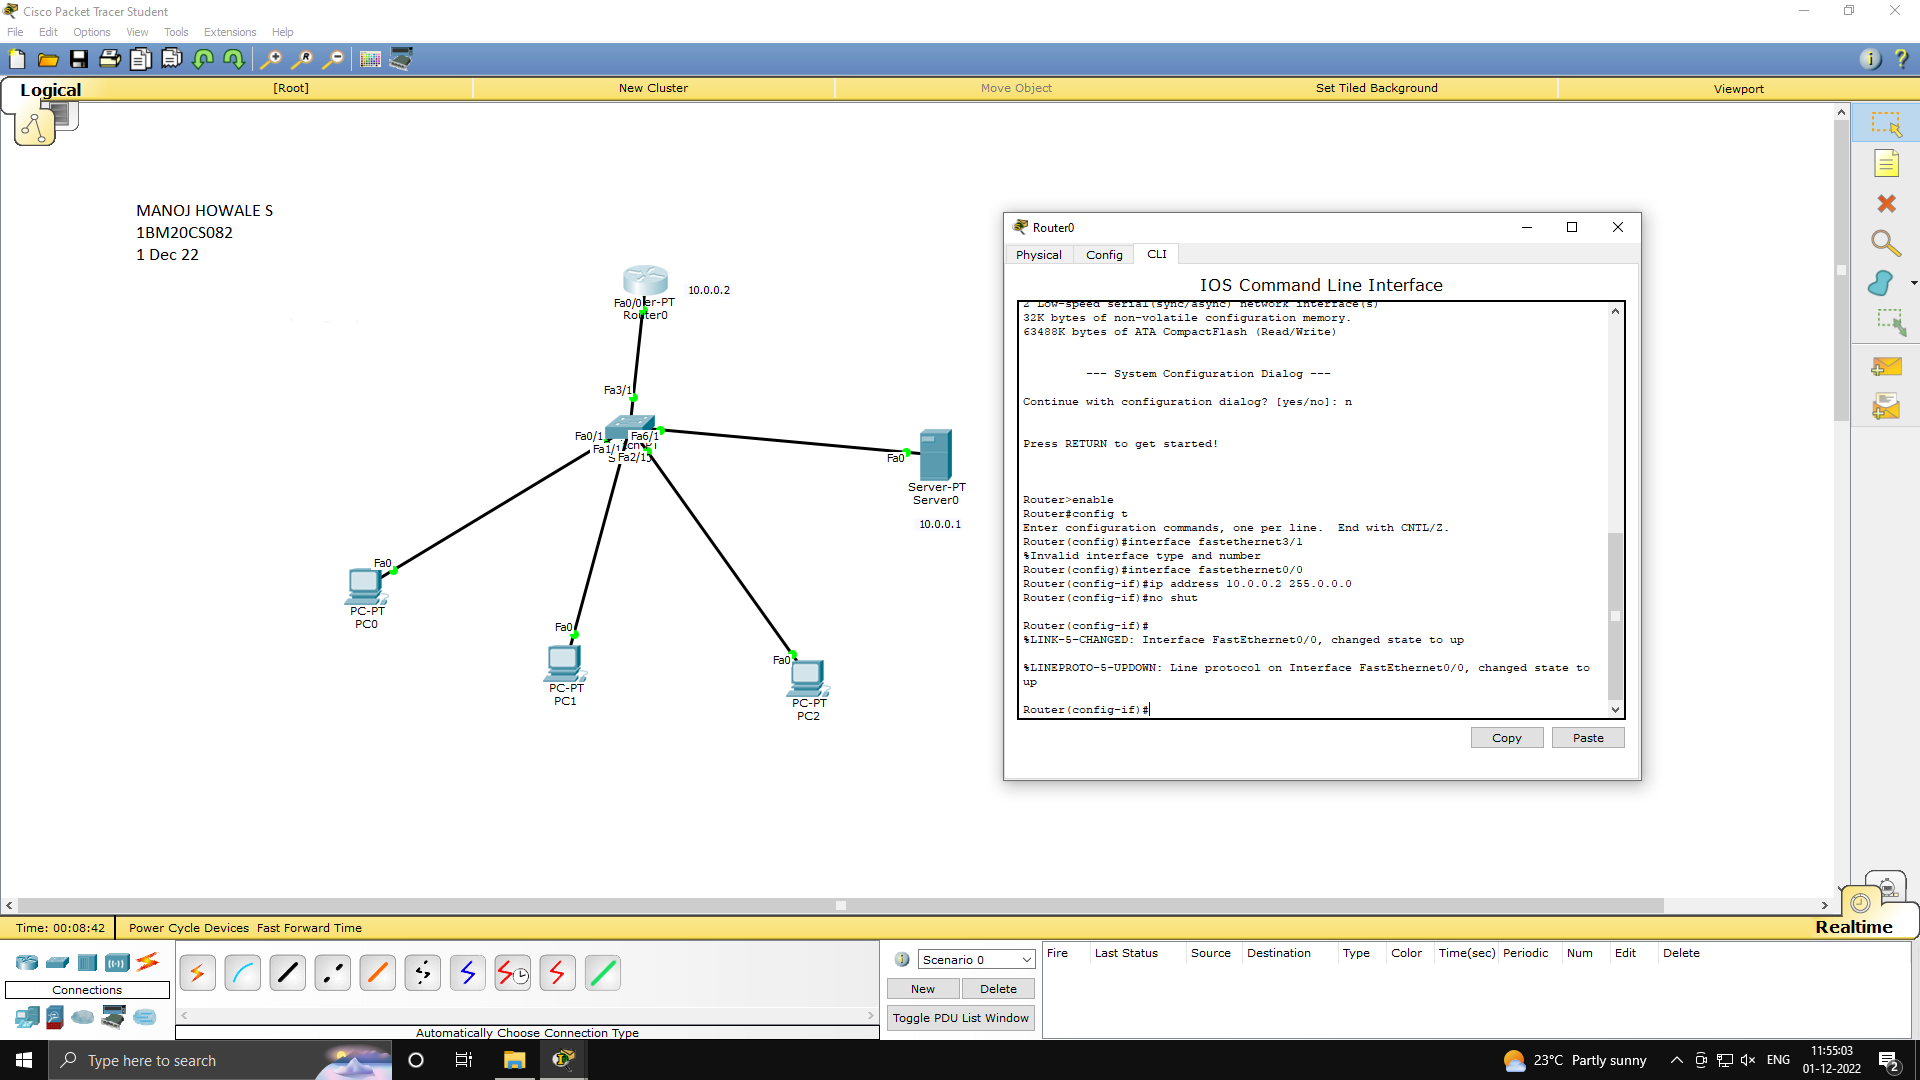 Cisco Packet Tracer Student
File Edit Options View Tools Extensions Help
Logical [Root] New Cluster Move Object Set Tiled Background Viewport
MANOJ HOWALE S
1BM20CS082
1 Dec 22
10.0.0.2
Fa0/0
Router0
Fa3/1
Fa0/1
Fa6/1
Fa1/1
Fa2/1
Fa0
Server-PT
Server0
10.0.0.1
Fa0
PC-PT
PC0
Fa0
PC-PT
PC1
Fa0
PC-PT
PC2
Router0
Physical Config CLI
IOS Command Line Interface
2 Low-speed serial(sync/async) network interface(s)
32K bytes of non-volatile configuration memory.
63488K bytes of ATA CompactFlash (Read/Write)
--- System Configuration Dialog ---
Continue with configuration dialog? [yes/no]: n
Press RETURN to get started!
Router>enable
Router#config t
Enter configuration commands, one per line.  End with CNTL/Z.
Router(config)#interface fastethernet3/1
%Invalid interface type and number
Router(config)#interface fastethernet0/0
Router(config-if)#ip address 10.0.0.2 255.0.0.0
Router(config-if)#no shut
Router(config-if)#
%LINK-5-CHANGED: Interface FastEthernet0/0, changed state to up
%LINEPROTO-5-UPDOWN: Line protocol on Interface FastEthernet0/0, changed state to
up
Router(config-if)#
Copy Paste
Time: 00:08:42 Power Cycle Devices Fast Forward Time
Realtime
Connections
Automatically Choose Connection Type
Scenario 0
New Delete
Toggle PDU List Window
Fire Last Status Source Destination Type Color Time(sec) Periodic Num Edit Delete
Type here to search
23°C Partly sunny
ENG
11:55:03
01-12-2022
2